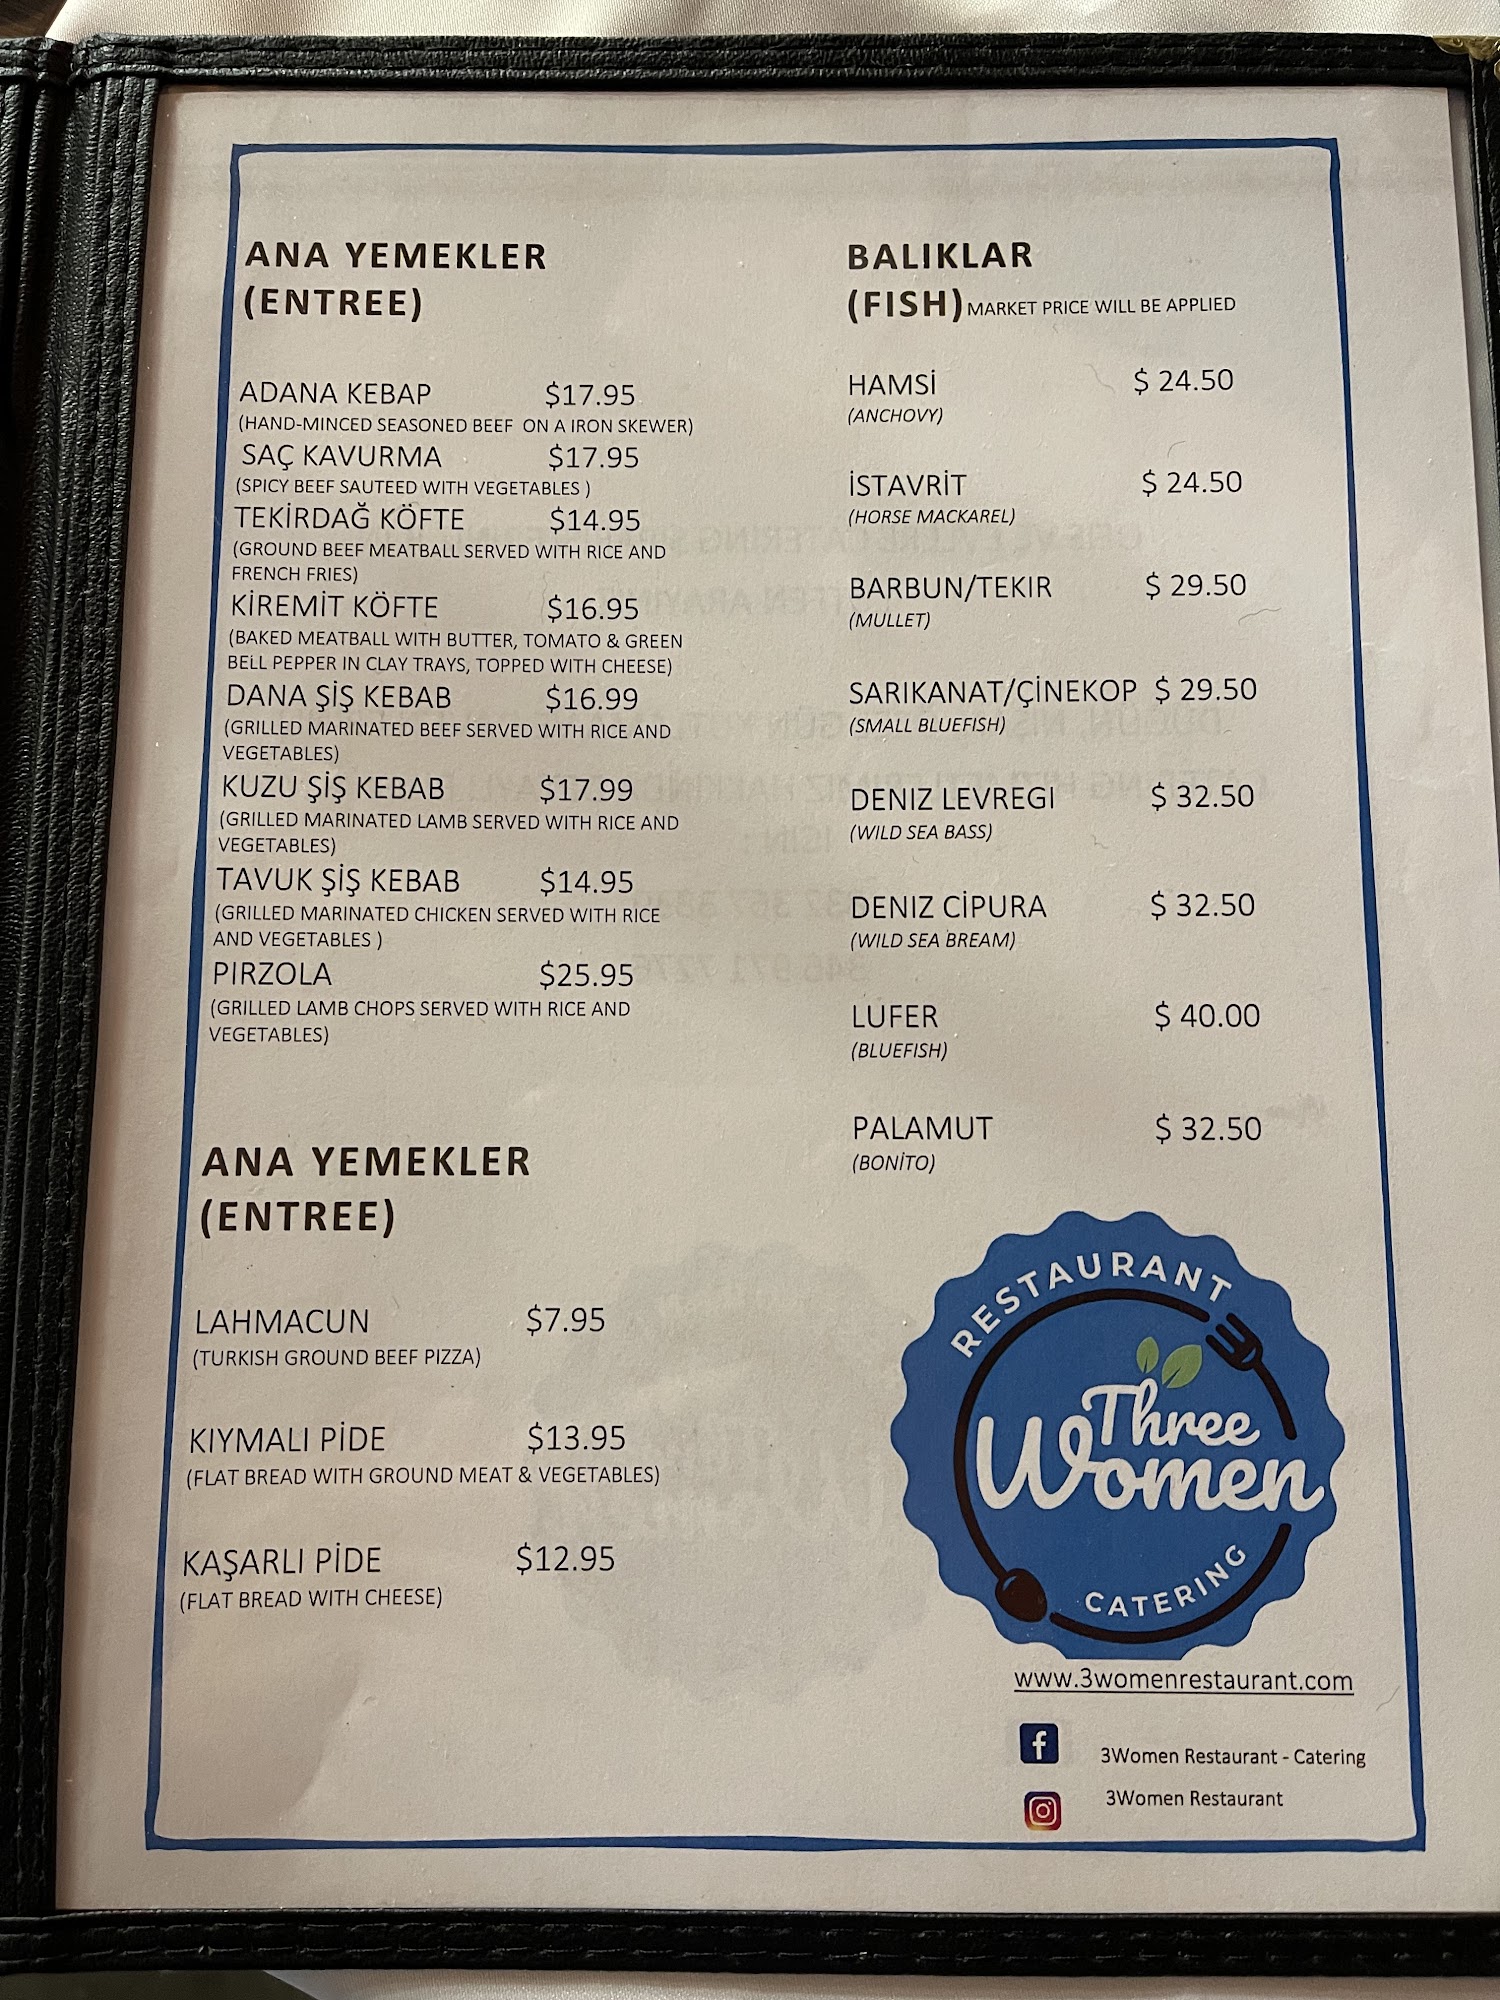 ANA YEMEKLER
(ENTREE)
ADANA KEBAP $17.95
(HAND-MINCED SEASONED BEEF ON A IRON SKEWER)
SAÇ KAVURMA $17.95
(SPICY BEEF SAUTEED WITH VEGETABLES )
TEKİRDAĞ KÖFTE $14.95
(GROUND BEEF MEATBALL SERVED WITH RICE AND
FRENCH FRIES)
KİREMİT KÖFTE $16.95
(BAKED MEATBALL WITH BUTTER, TOMATO & GREEN
BELL PEPPER IN CLAY TRAYS, TOPPED WITH CHEESE)
DANA ŞİŞ KEBAB $16.99
(GRILLED MARINATED BEEF SERVED WITH RICE AND
VEGETABLES)
KUZU ŞİŞ KEBAB $17.99
(GRILLED MARINATED LAMB SERVED WITH RICE AND
VEGETABLES)
TAVUK ŞİŞ KEBAB $14.95
(GRILLED MARINATED CHICKEN SERVED WITH RICE
AND VEGETABLES )
PIRZOLA $25.95
(GRILLED LAMB CHOPS SERVED WITH RICE AND
VEGETABLES)
ANA YEMEKLER
(ENTREE)
LAHMACUN $7.95
(TURKISH GROUND BEEF PIZZA)
KIYMALI PİDE $13.95
(FLAT BREAD WITH GROUND MEAT & VEGETABLES)
KAŞARLI PİDE $12.95
(FLAT BREAD WITH CHEESE)
BALIKLAR
(FISH) MARKET PRICE WILL BE APPLIED
HAMSİ $ 24.50
(ANCHOVY)
İSTAVRİT $ 24.50
(HORSE MACKAREL)
BARBUN/TEKIR $ 29.50
(MULLET)
SARIKANAT/ÇİNEKOP $ 29.50
(SMALL BLUEFISH)
DENIZ LEVREGI $ 32.50
(WILD SEA BASS)
DENIZ CİPURA $ 32.50
(WILD SEA BREAM)
LUFER $ 40.00
(BLUEFISH)
PALAMUT $ 32.50
(BONİTO)
RESTAURANT
Three
Women
CATERING
www.3womenrestaurant.com
f 3Women Restaurant - Catering
3Women Restaurant